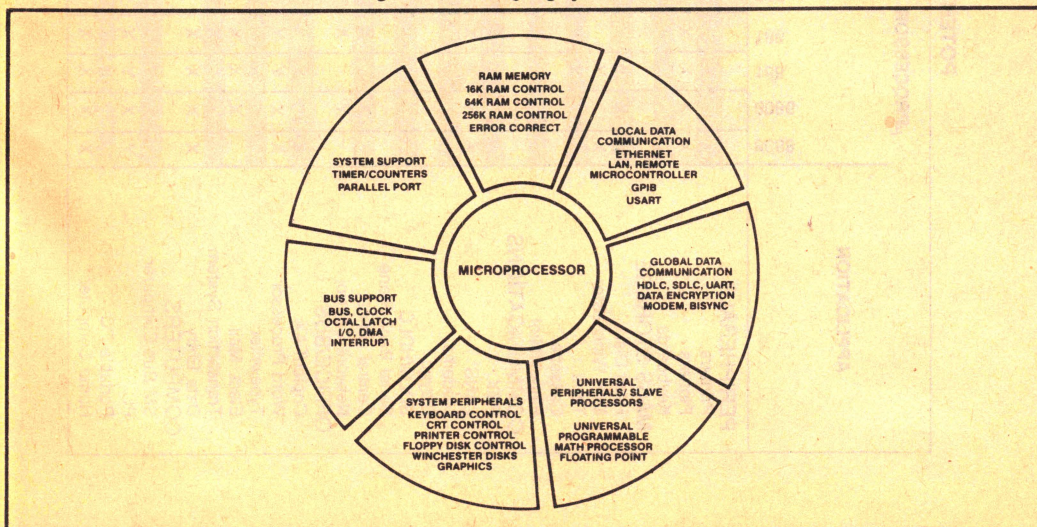 RAM MEMORY
16K RAM CONTROL
64K RAM CONTROL
256K RAM CONTROL
ERROR CORRECT
LOCAL DATA
COMMUNICATION
ETHERNET
LAN, REMOTE
MICROCONTROLLER
GPIB
USART
GLOBAL DATA
COMMUNICATION
HDLC, SDLC, UART,
DATA ENCRYPTION
MODEM, BISYNC
UNIVERSAL
PERIPHERALS/ SLAVE
PROCESSORS
UNIVERSAL
PROGRAMMABLE
MATH PROCESSOR
FLOATING POINT
SYSTEM PERIPHERALS
KEYBOARD CONTROL
CRT CONTROL
PRINTER CONTROL
FLOPPY DISK CONTROL
WINCHESTER DISKS
GRAPHICS
BUS SUPPORT
BUS, CLOCK
OCTAL LATCH
I/O, DMA
INTERRUPT
SYSTEM SUPPORT
TIMER/COUNTERS
PARALLEL PORT
MICROPROCESSOR